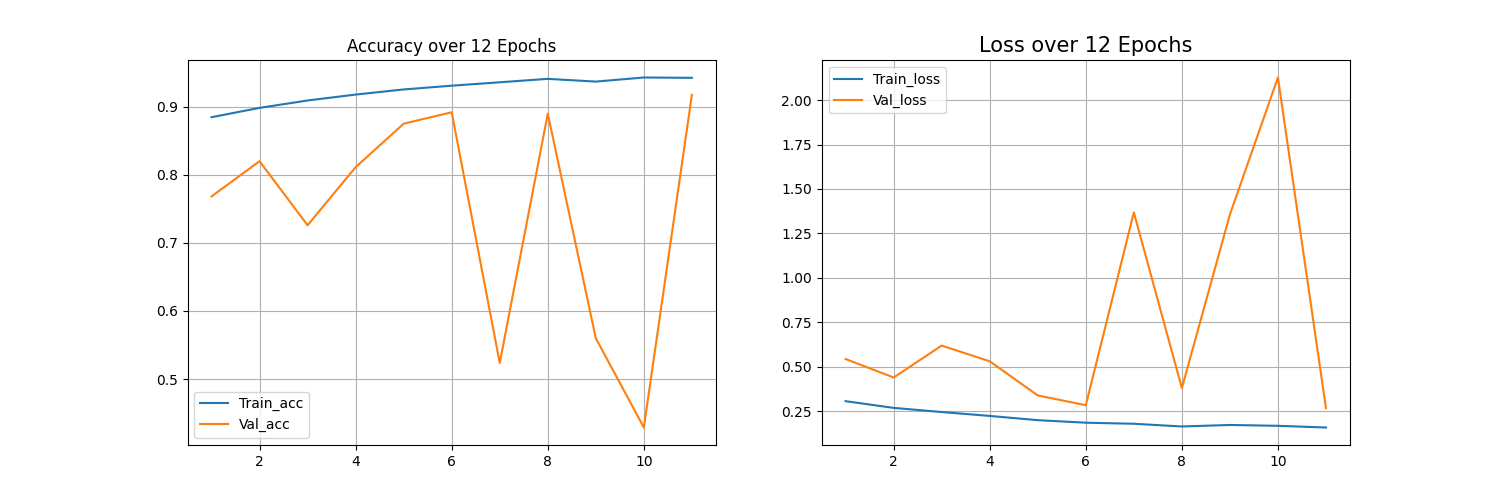 Accuracy over 12 Epochs
0.9
0.8
0.7
0.6
0.5
Train_acc
Val_acc
2 4 6 8 10
Loss over 12 Epochs
Train_loss
Val_loss
2.00
1.75
1.50
1.25
1.00
0.75
0.50
0.25
2 4 6 8 10